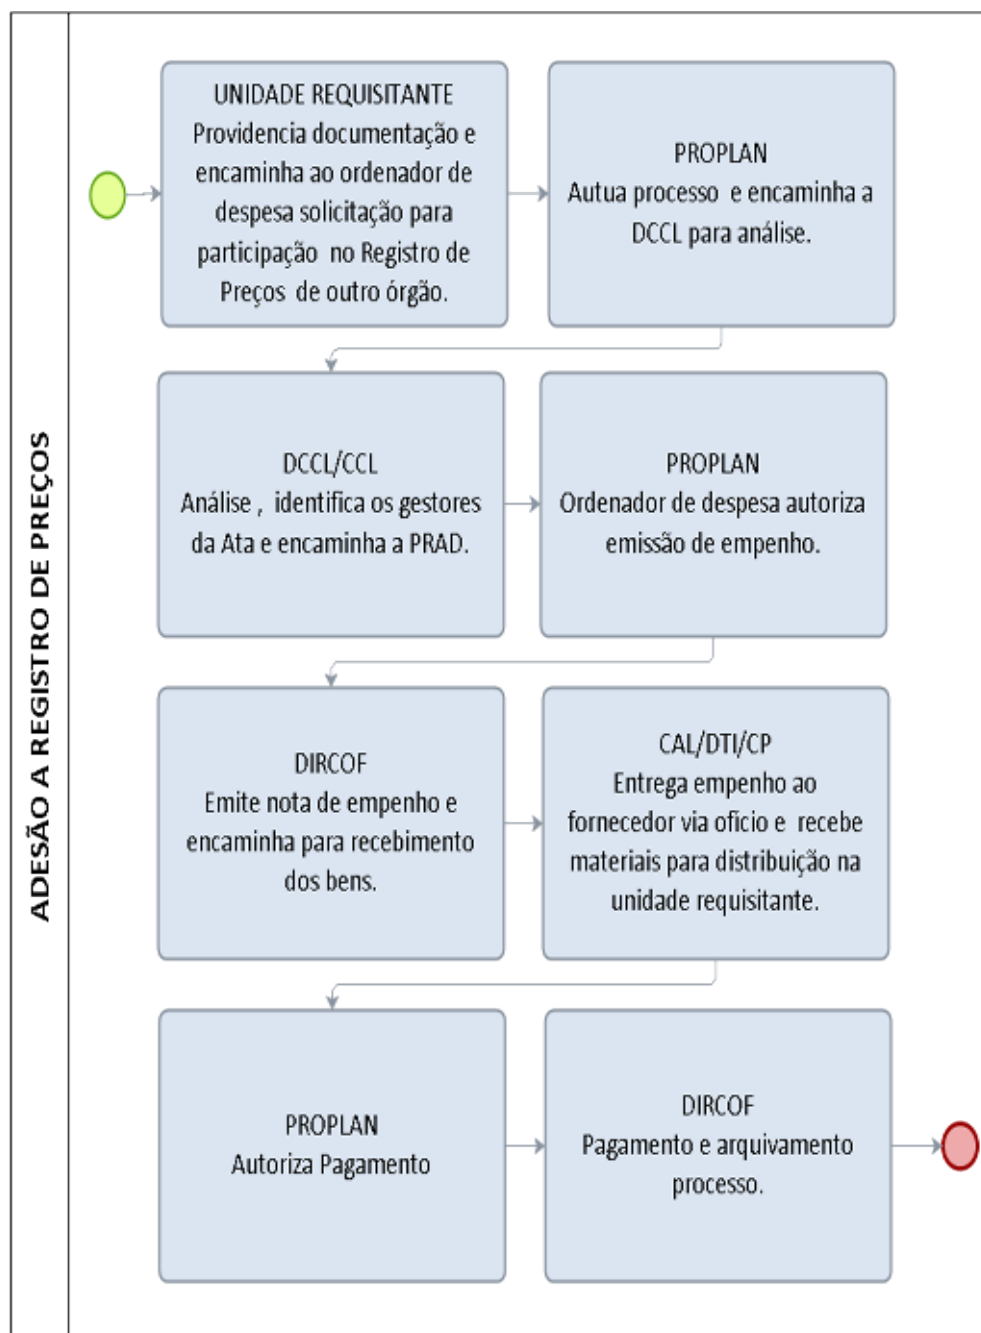 ADESÃO A REGISTRO DE PREÇOS
UNIDADE REQUISITANTE
Providencia documentação e
encaminha ao ordenador de
despesa solicitação para
participação no Registro de
Preços de outro órgão.
PROPLAN
Autua processo e encaminha a
DCCL para análise.
DCCL/CCL
Análise , identifica os gestores
da Ata e encaminha a PRAD.
PROPLAN
Ordenador de despesa autoriza
emissão de empenho.
DIRCOF
Emite nota de empenho e
encaminha para recebimento
dos bens.
CAL/DTI/CP
Entrega empenho ao
fornecedor via ofício e recebe
materiais para distribuição na
unidade requisitante.
PROPLAN
Autoriza Pagamento
DIRCOF
Pagamento e arquivamento
processo.